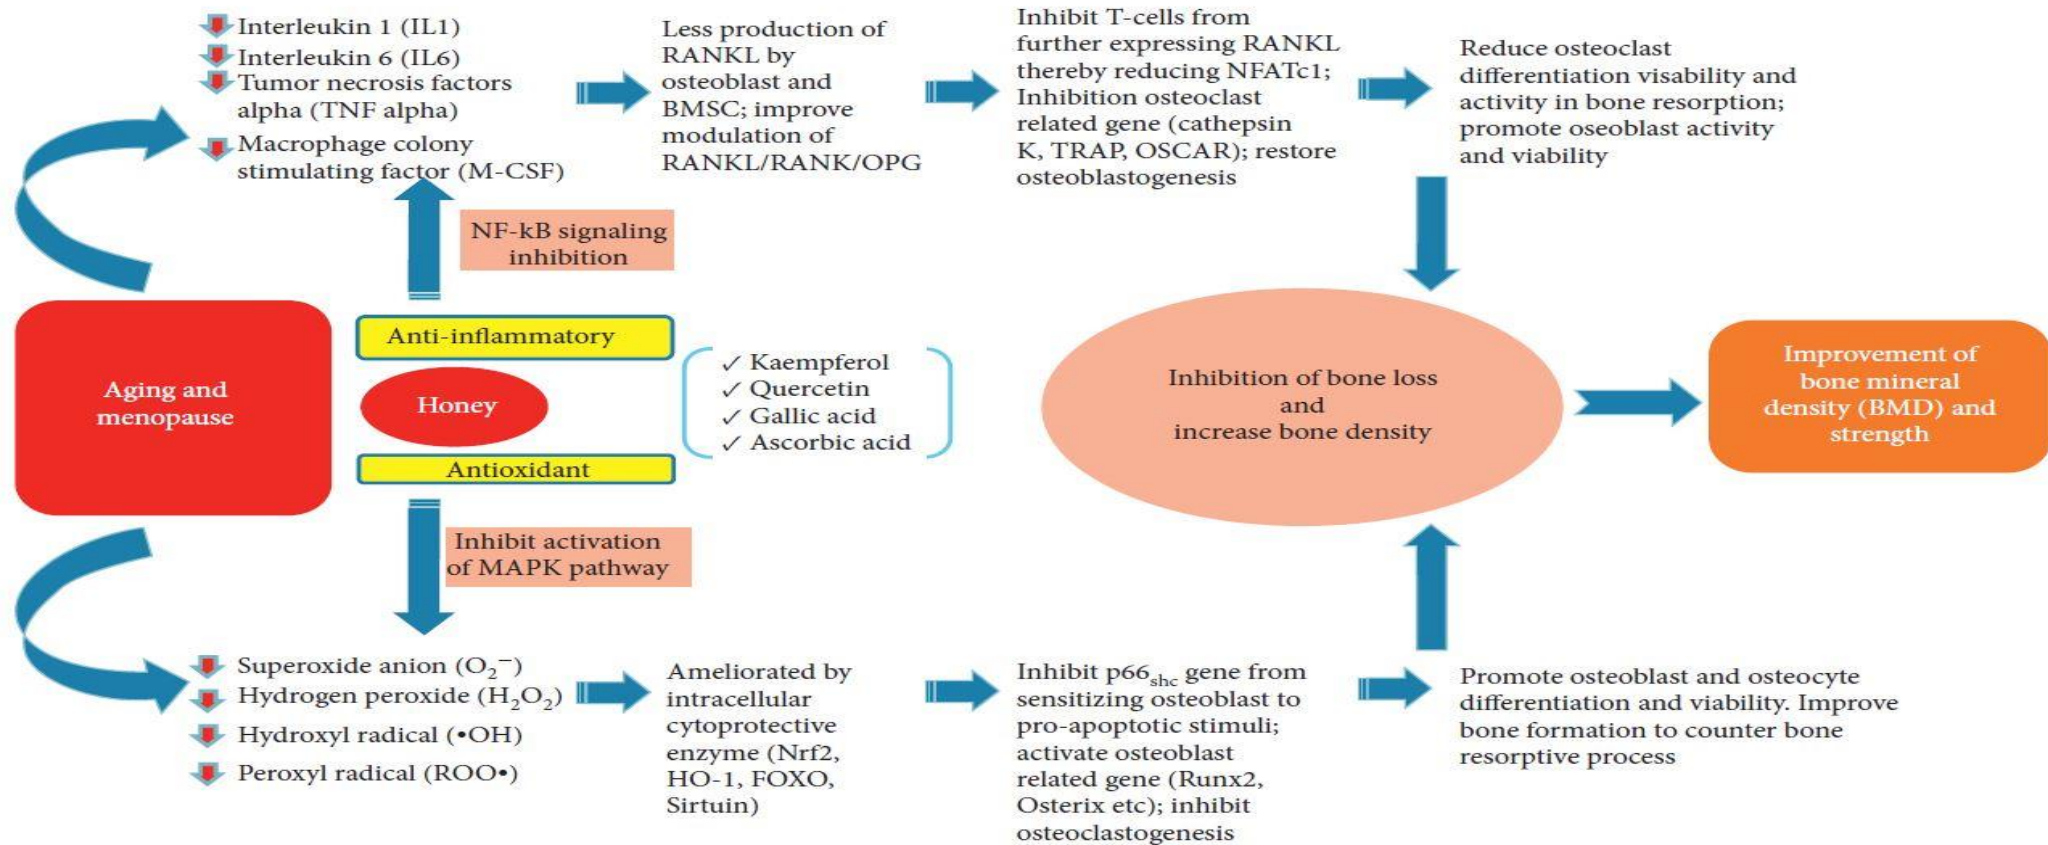 Interleukin 1 (IL1)
Interleukin 6 (IL6)
Tumor necrosis factors
alpha (TNF alpha)
Macrophage colony
stimulating factor (M-CSF)
Less production of
RANKL by
osteoblast and
BMSC; improve
modulation of
RANKL/RANK/OPG
Inhibit T-cells from
further expressing RANKL
thereby reducing NFATc1;
Inhibition osteoclast
related gene (cathepsin
K, TRAP, OSCAR); restore
osteoblastogenesis
Reduce osteoclast
differentiation visability and
activity in bone resorption;
promote oseoblast activity
and viability
NF-kB signaling
inhibition
Aging and
menopause
Anti-inflammatory
Honey
Antioxidant
✓ Kaempferol
✓ Quercetin
✓ Gallic acid
✓ Ascorbic acid
Inhibition of bone loss
and
increase bone density
Improvement of
bone mineral
density (BMD) and
strength
Inhibit activation
of MAPK pathway
Superoxide anion (O₂⁻)
Hydrogen peroxide (H₂O₂)
Hydroxyl radical (•OH)
Peroxyl radical (ROO•)
Ameliorated by
intracellular
cytoprotective
enzyme (Nrf2,
HO-1, FOXO,
Sirtuin)
Inhibit p66shc gene from
sensitizing osteoblast to
pro-apoptotic stimuli;
activate osteoblast
related gene (Runx2,
Osterix etc); inhibit
osteoclastogenesis
Promote osteoblast and osteocyte
differentiation and viability. Improve
bone formation to counter bone
resorptive process